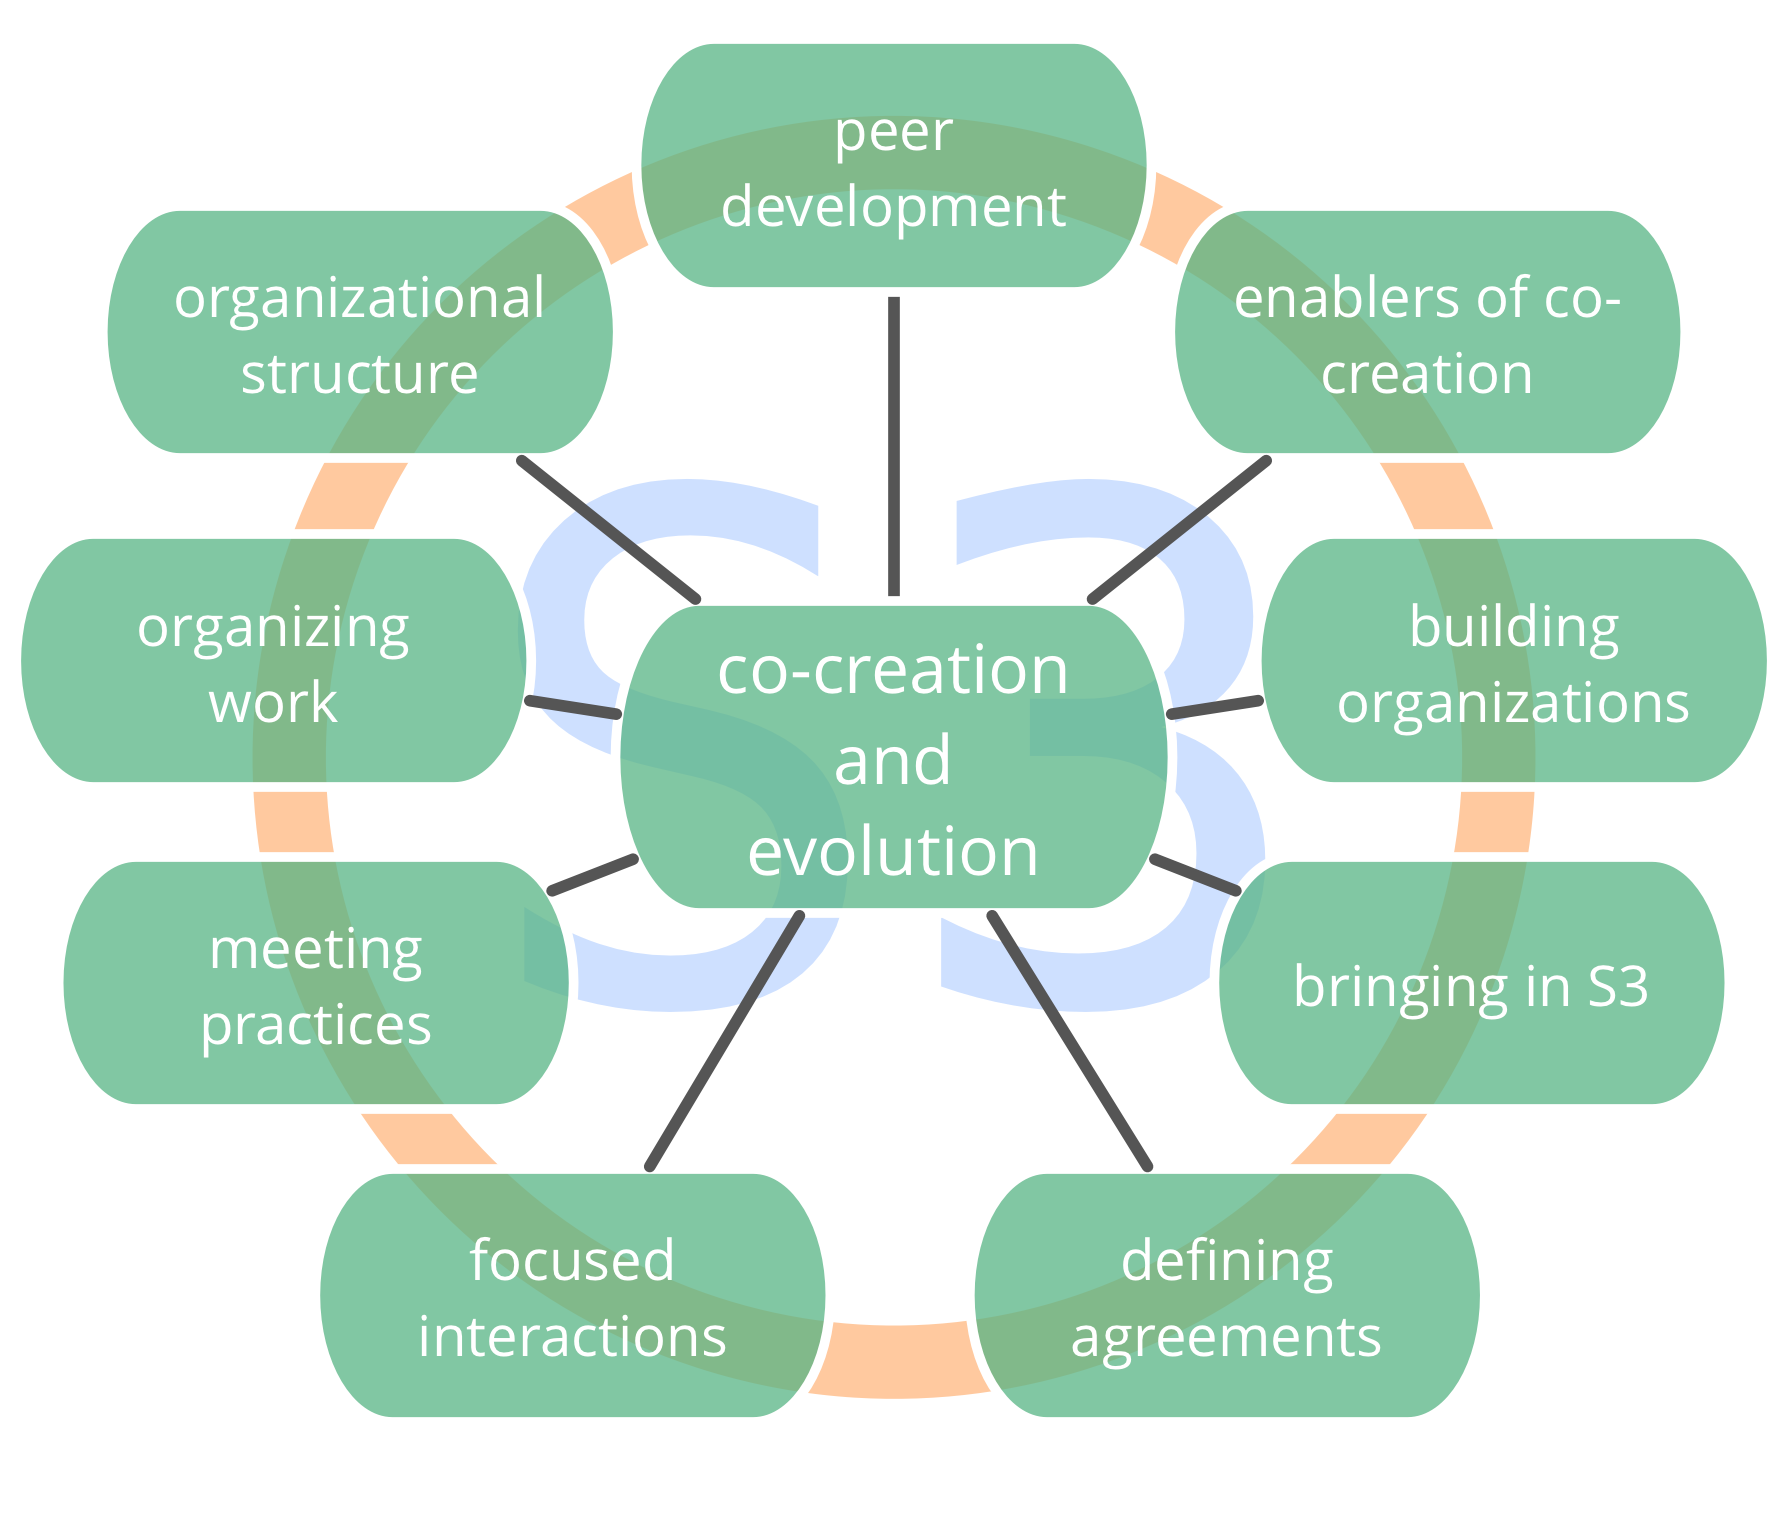 peer
development
organizational
structure
enablers of co-
creation
organizing
work
co-creation
and
evolution
building
organizations
meeting
practices
bringing in S3
focused
interactions
defining
agreements
S3